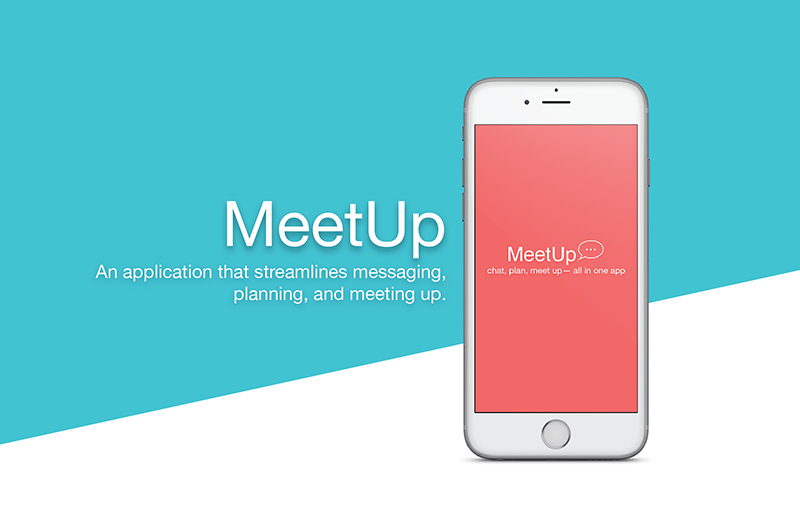 MeetUp
An application that streamlines messaging,
planning, and meeting up.
MeetUp
chat, plan, meet up— all in one app